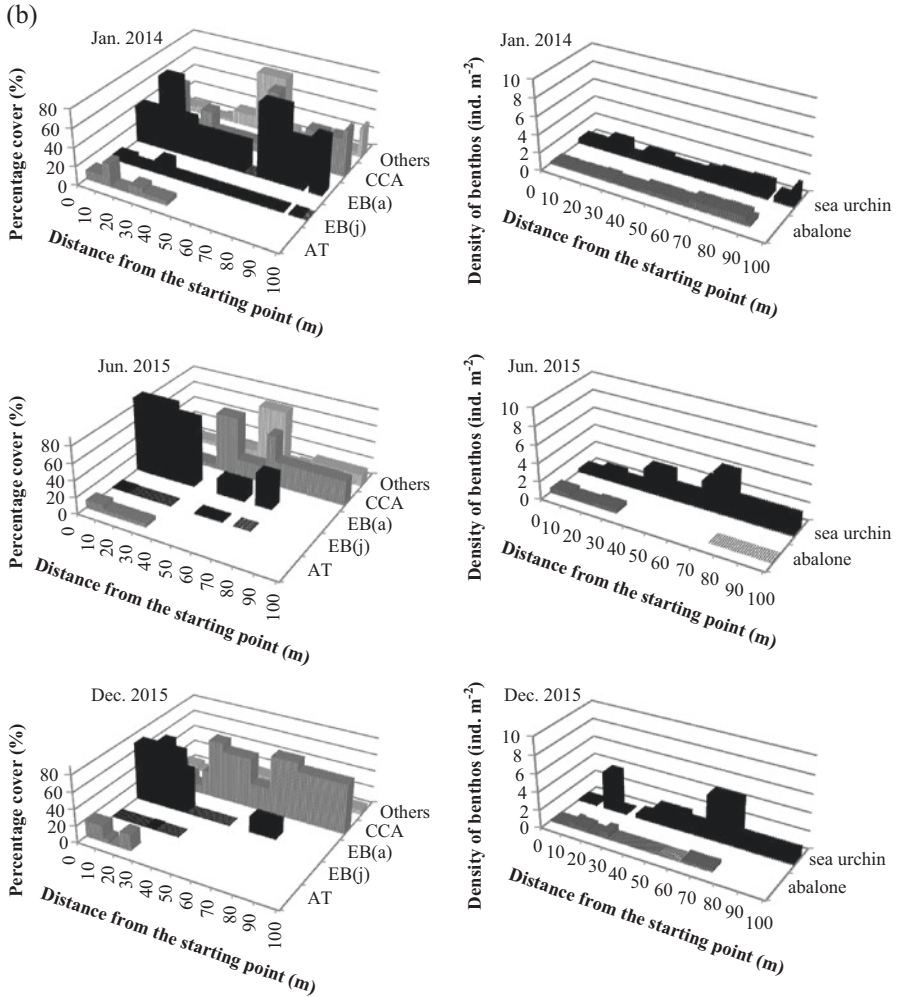 (b)
Jan. 2014
Percentage cover (%)
80
60
40
20
0
0
10
20
30
40
50
60
70
80
90
100
Distance from the starting point (m)
Others
CCA
EB(a)
EB(j)
AT
Jan. 2014
Density of benthos (ind. m-2)
10
8
6
4
2
0
0
10
20
30
40
50
60
70
80
90
100
Distance from the starting point (m)
sea urchin
abalone
Jun. 2015
Percentage cover (%)
80
60
40
20
0
0
10
20
30
40
50
60
70
80
90
100
Distance from the starting point (m)
Others
CCA
EB(a)
EB(j)
AT
Jun. 2015
Density of benthos (ind. m-2)
10
8
6
4
2
0
0
10
20
30
40
50
60
70
80
90
100
Distance from the starting point (m)
sea urchin
abalone
Dec. 2015
Percentage cover (%)
80
60
40
20
0
0
10
20
30
40
50
60
70
80
90
100
Distance from the starting point (m)
Others
CCA
EB(a)
EB(j)
AT
Dec. 2015
Density of benthos (ind. m-2)
10
8
6
4
2
0
0
10
20
30
40
50
60
70
80
90
100
Distance from the starting point (m)
sea urchin
abalone